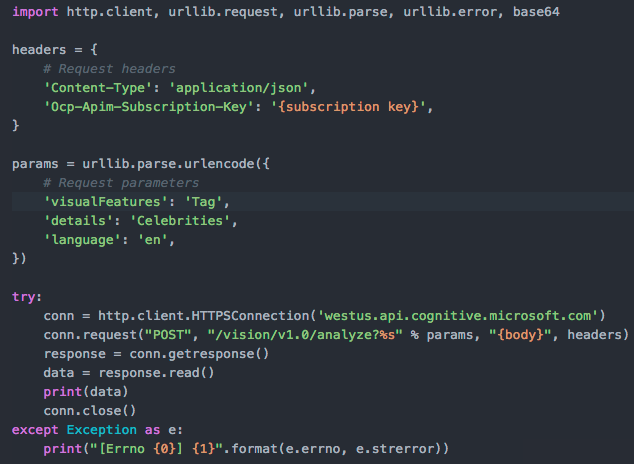 import http.client, urllib.request, urllib.parse, urllib.error, base64
headers = {
# Request headers
'Content-Type': 'application/json',
'Ocp-Apim-Subscription-Key': '{subscription key}',
}
params = urllib.parse.urlencode({
# Request parameters
'visualFeatures': 'Tag',
'details': 'Celebrities',
'language': 'en',
})
try:
conn = http.client.HTTPSConnection('westus.api.cognitive.microsoft.com')
conn.request("POST", "/vision/v1.0/analyze?%s" % params, "{body}", headers)
response = conn.getresponse()
data = response.read()
print(data)
conn.close()
except Exception as e:
print("[Errno {0}] {1}".format(e.errno, e.strerror))